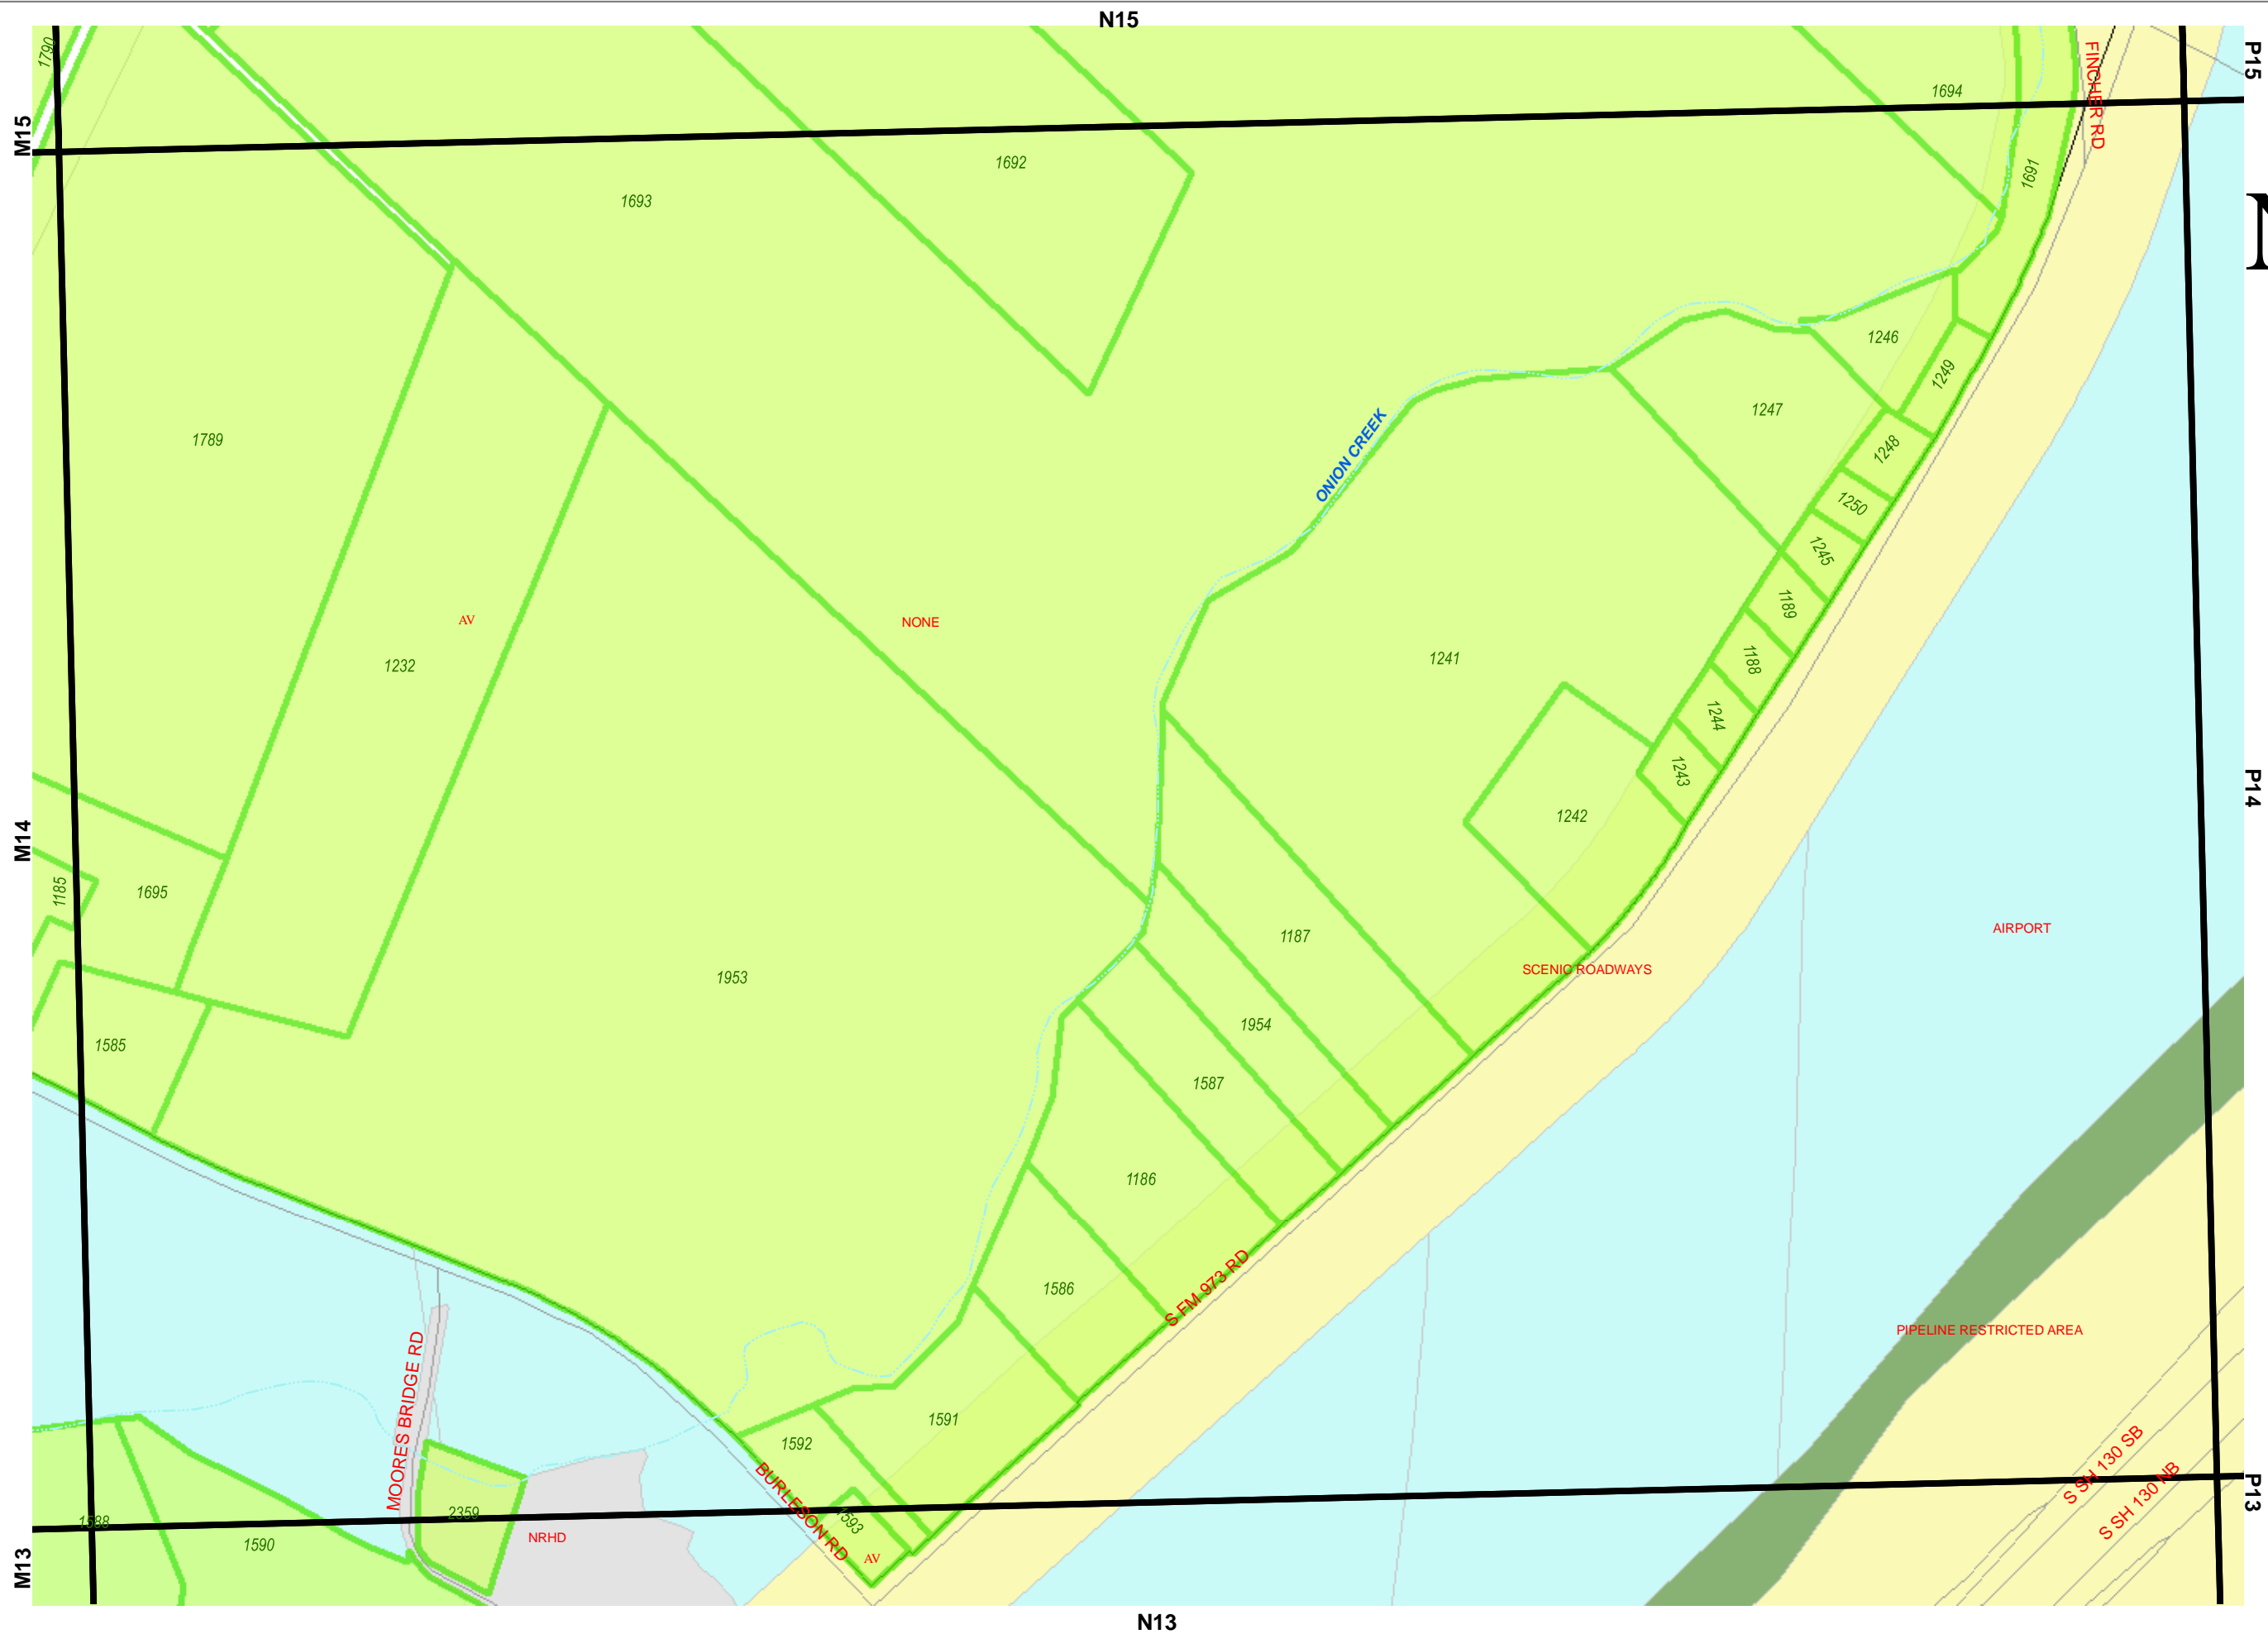 N15
1790
FINCHER RD
P15
1694
M15
1692
1691
1693
N
1246
1249
1247
1789
1248
ONION CREEK
1250
1245
1189
AV
NONE
1232
1241
1188
1244
1243
P14
1242
M14
1185
1695
1187
AIRPORT
SCENIC ROADWAYS
1953
1954
1585
1587
1186
1586
S FM 973 RD
PIPELINE RESTRICTED AREA
MOORES BRIDGE RD
1591
1592
S SH 130 SB
BURLESON RD
P13
S SH 130 NB
2359
1588
1593
NRHD
1590
AV
M13
N13